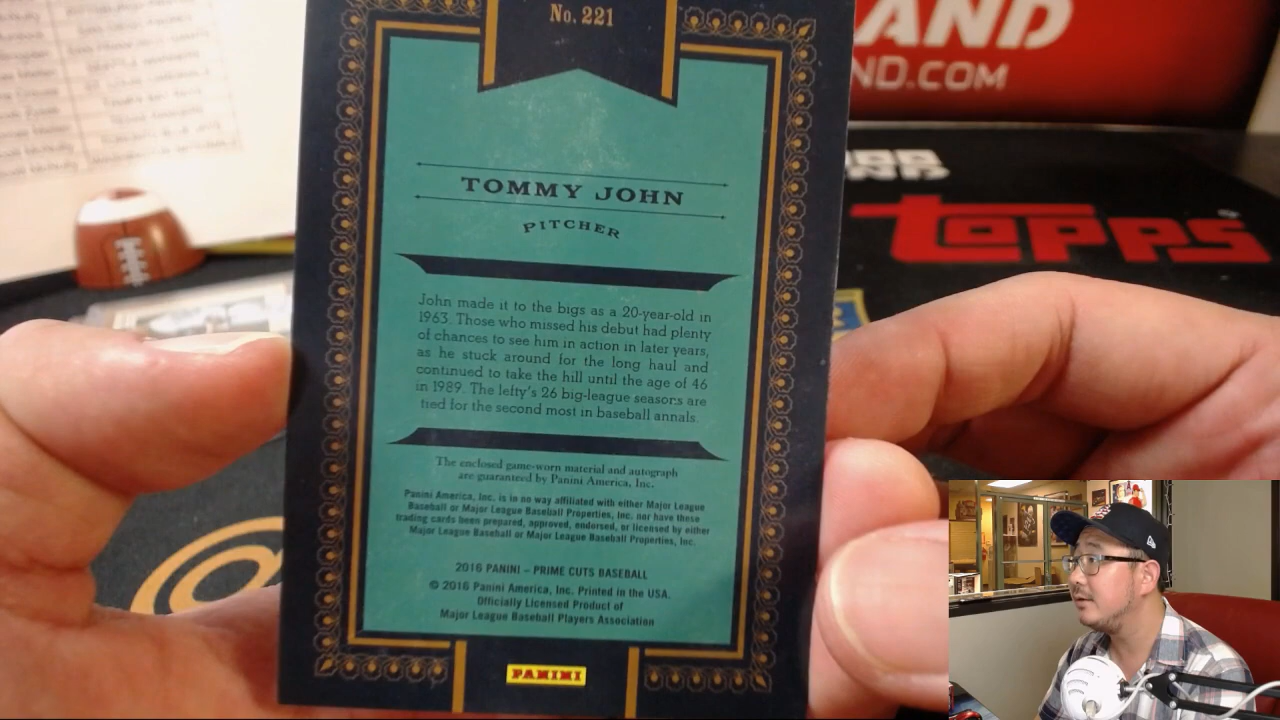 No. 221
LAND
ND.COM
TOPPS
TOMMY JOHN
PITCHER
John made it to the bigs as a 20-year-old in
1963. Those who missed his debut had plenty
of chances to see him in action in later years,
as he stuck around for the long haul and
continued to take the hill until the age of 46
in 1989. The lefty's 26 big-league seasons are
tied for the second most in baseball annals.
The enclosed game-worn material and autograph
are guaranteed by Panini America, Inc.
Panini America, Inc. is in no way affiliated with either Major League
Baseball or Major League Baseball Properties, Inc. nor have these
trading cards been prepared, approved, endorsed, or licensed by either
Major League Baseball or Major League Baseball Properties, Inc.
2016 PANINI – PRIME CUTS BASEBALL
© 2016 Panini America, Inc. Printed in the USA.
Officially Licensed Product of
Major League Baseball Players Association
PANINI